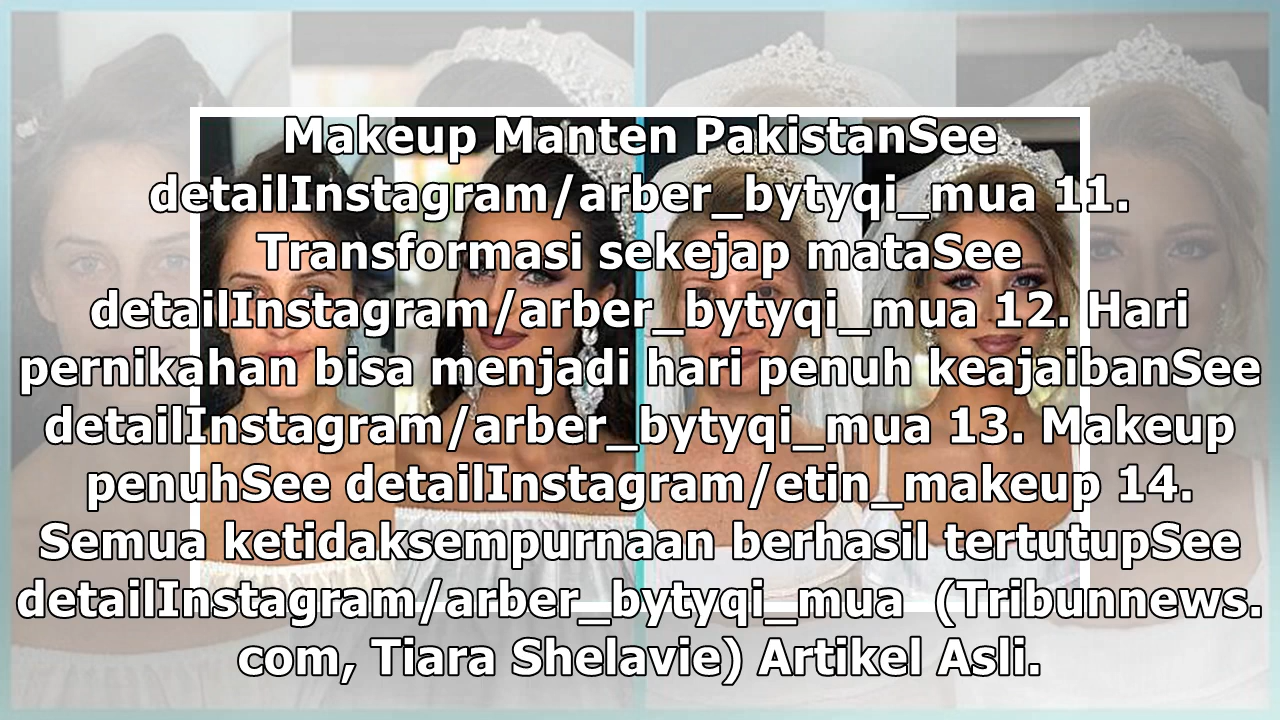 Makeup Manten PakistanSee
detailInstagram/arber_bytyqi_mua 11.
Transformasi sekejap mataSee
detailInstagram/arber_bytyqi_mua 12. Hari
pernikahan bisa menjadi hari penuh keajaibanSee
detailInstagram/arber_bytyqi_mua 13. Makeup
penuhSee detailInstagram/etin_makeup 14.
Semua ketidaksempurnaan berhasil tertutupSee
detailInstagram/arber_bytyqi_mua  (Tribunnews.
com, Tiara Shelavie) Artikel Asli.